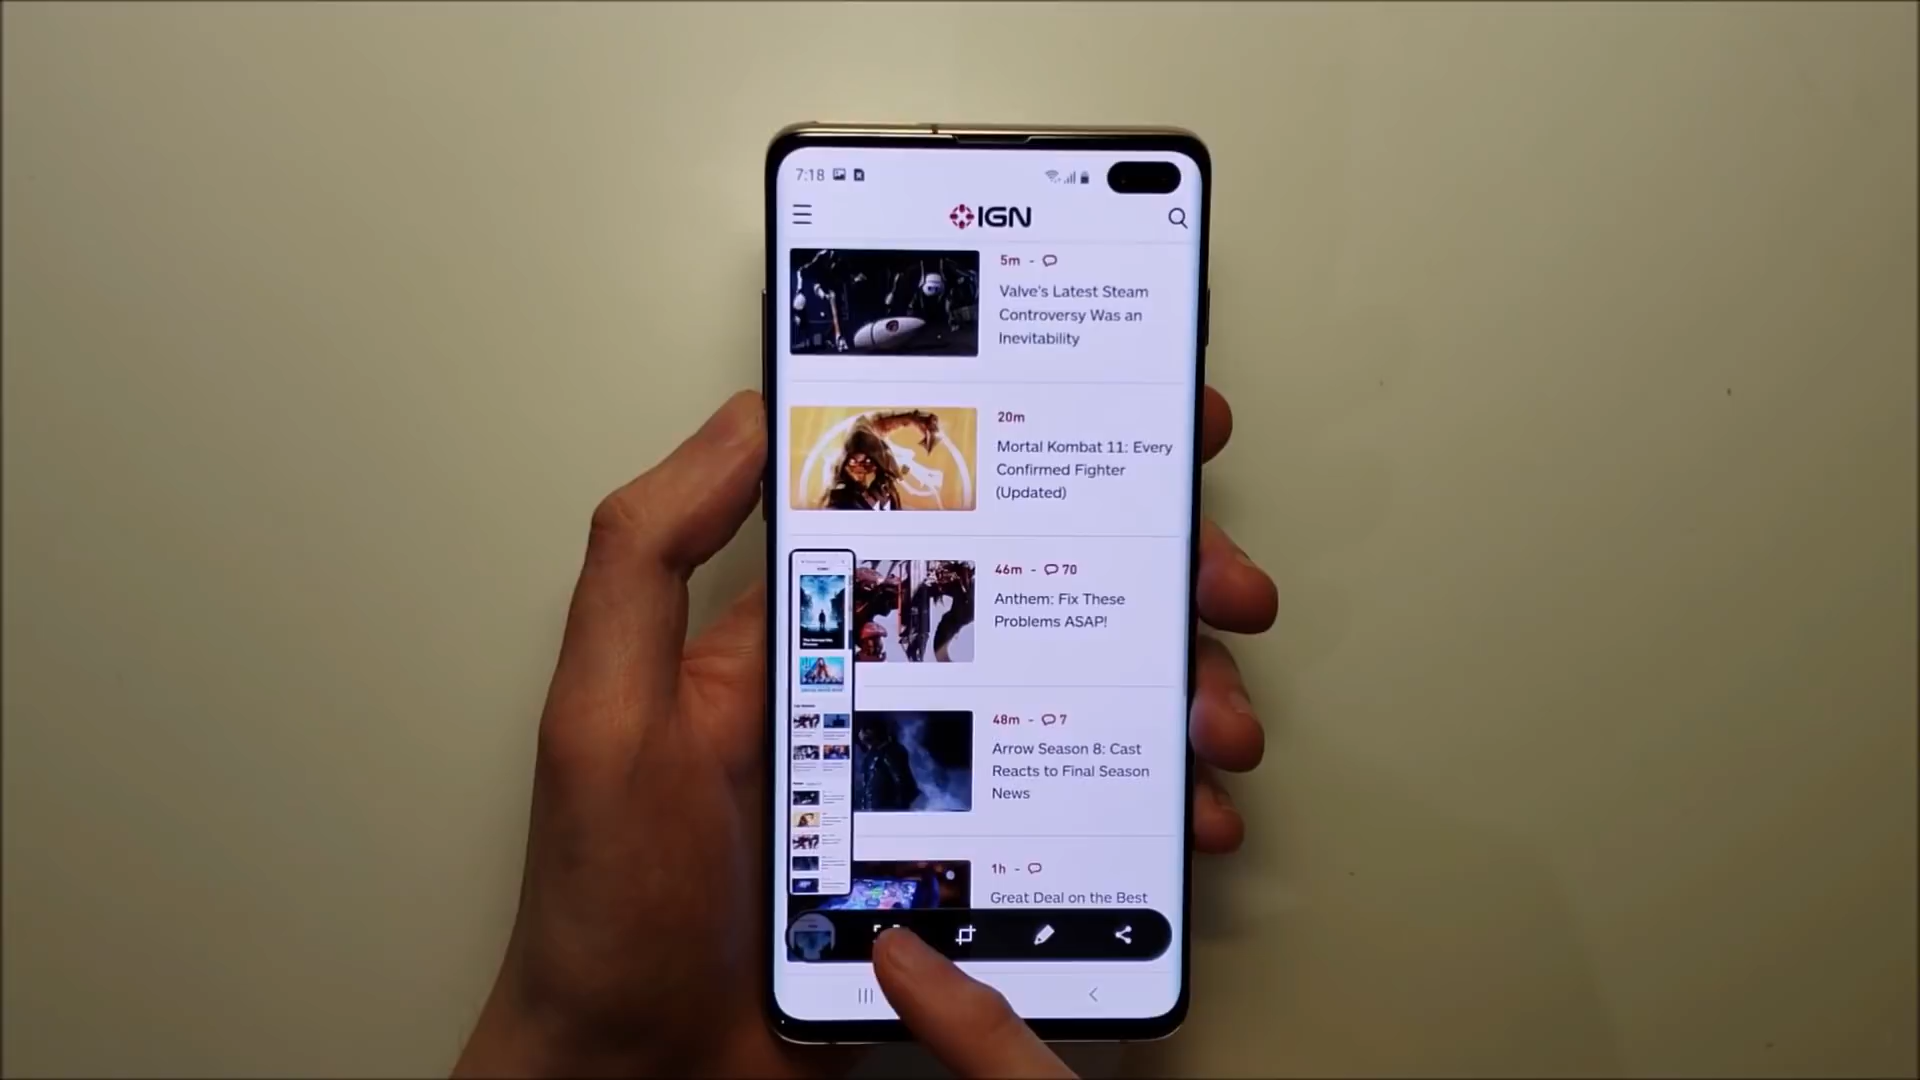 7:18
IGN
5m -
Valve's Latest Steam
Controversy Was an
Inevitability
20m
Mortal Kombat 11: Every
Confirmed Fighter
(Updated)
46m - 70
Anthem: Fix These
Problems ASAP!
48m - 7
Arrow Season 8: Cast
Reacts to Final Season
News
1h -
Great Deal on the Best